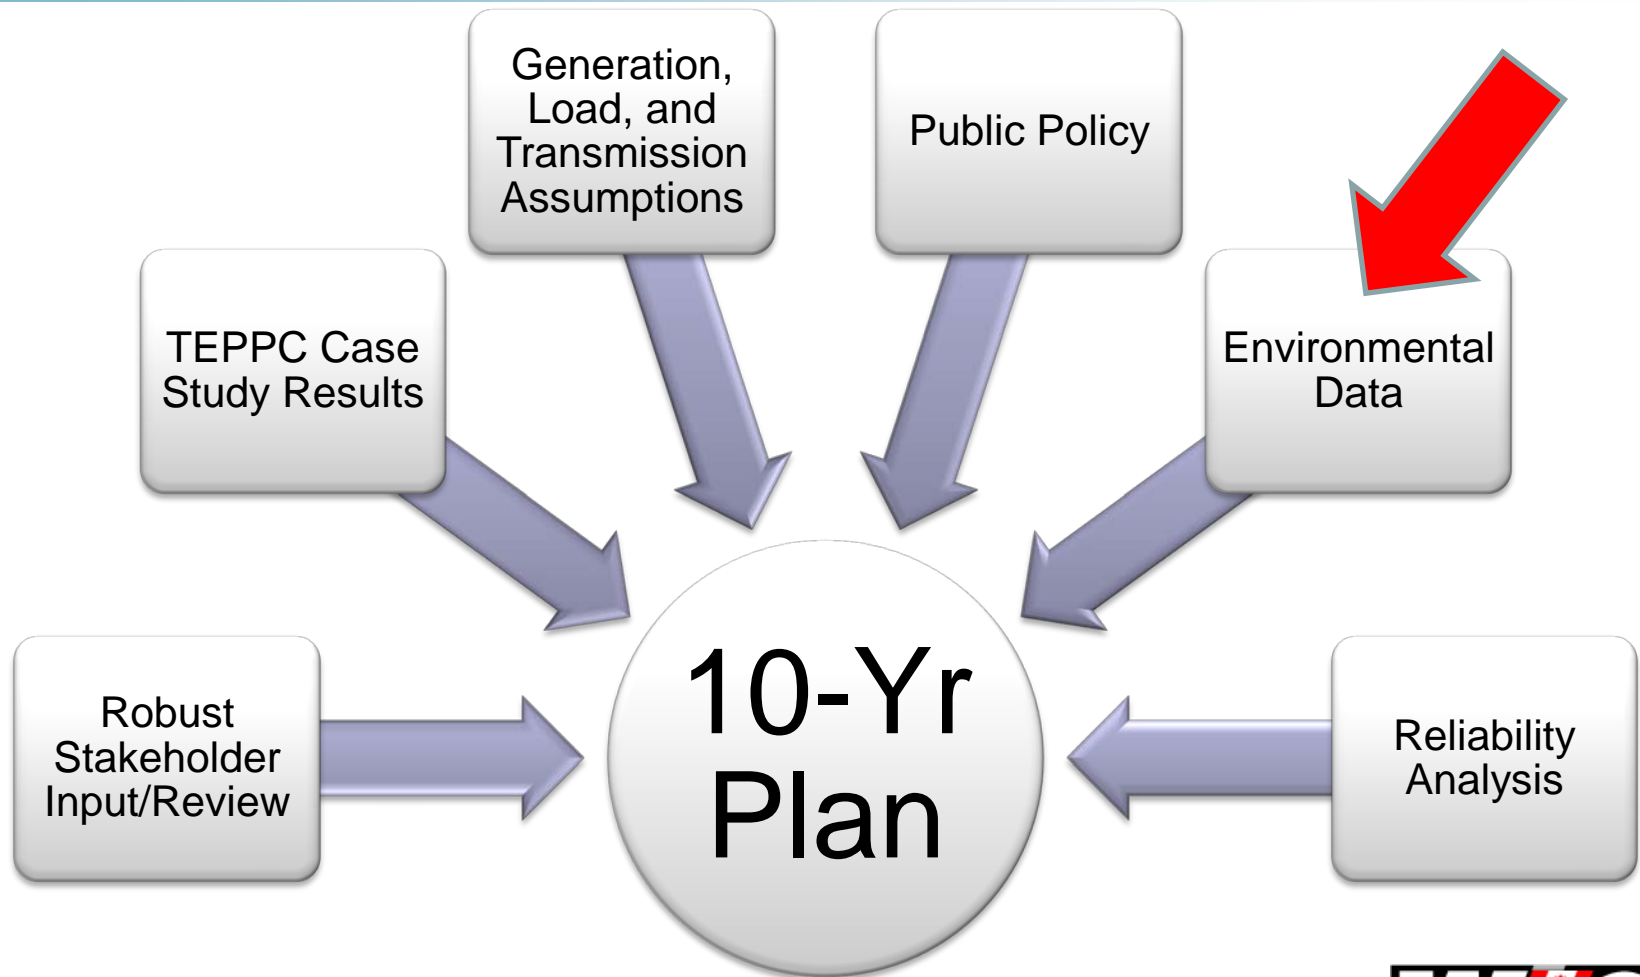 Generation,
Load, and
Transmission
Assumptions
Public Policy
TEPPC Case
Study Results
Environmental
Data
Robust
Stakeholder
Input/Review
10-Yr
Plan
Reliability
Analysis